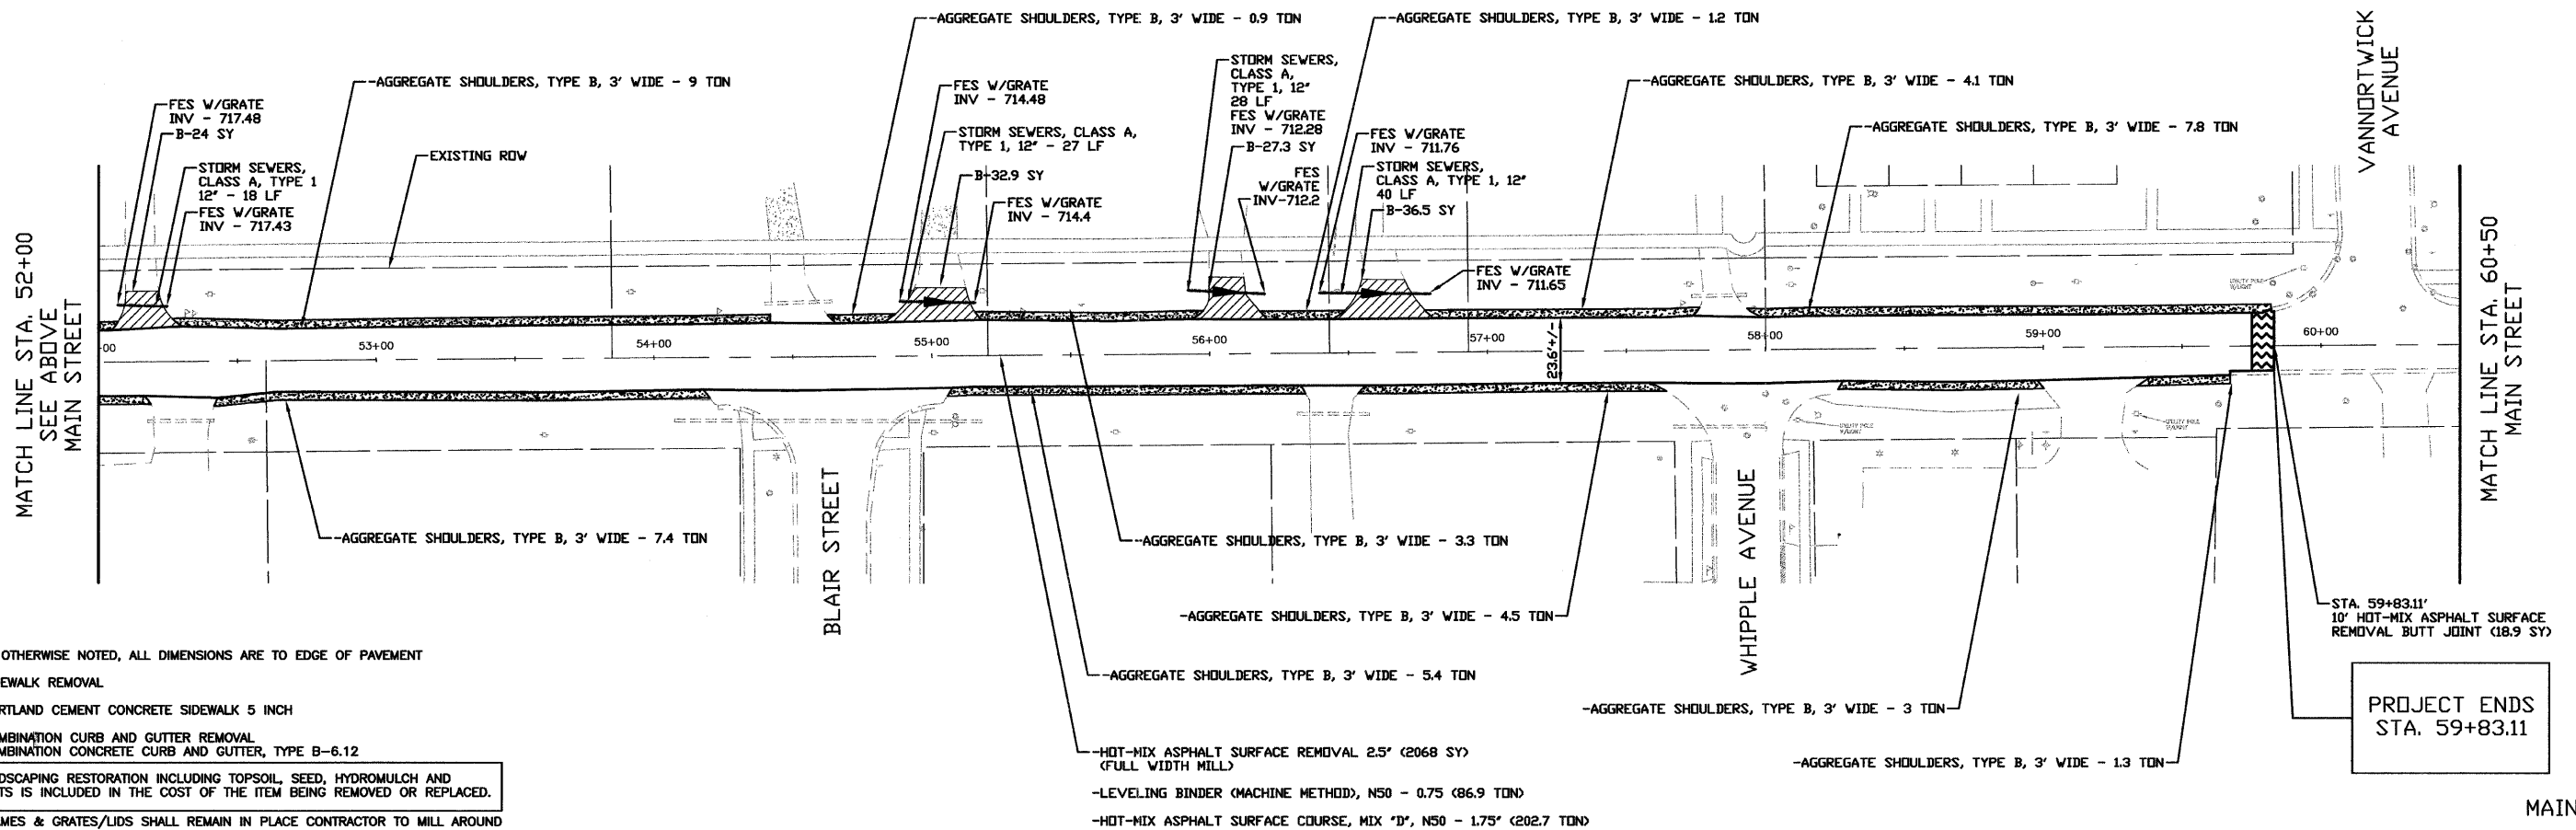 -AGGREGATE SHOULDERS, TYPE B, 3' WIDE - 0.9 TON
-AGGREGATE SHOULDERS, TYPE B, 3' WIDE - 1.2 TON
VANNORTWICK
AVENUE
-AGGREGATE SHOULDERS, TYPE B, 3' WIDE - 9 TON
-AGGREGATE SHOULDERS, TYPE B, 3' WIDE - 4.1 TON
-AGGREGATE SHOULDERS, TYPE B, 3' WIDE - 7.8 TON
FES W/GRATE
INV - 717.48
B-24 SY
STORM SEWERS,
CLASS A, TYPE 1
12" - 18 LF
FES W/GRATE
INV - 717.43
EXISTING ROW
FES W/GRATE
INV - 714.48
STORM SEWERS, CLASS A,
TYPE 1, 12" - 27 LF
B-32.9 SY
FES W/GRATE
INV - 714.4
STORM SEWERS,
CLASS A,
TYPE 1, 12"
28 LF
FES W/GRATE
INV - 712.28
B-27.3 SY
FES
W/GRATE
INV-712.2
FES W/GRATE
INV - 711.76
STORM SEWERS,
CLASS A, TYPE 1, 12"
40 LF
B-36.5 SY
FES W/GRATE
INV - 711.65
MATCH LINE STA. 52+00
SEE ABOVE
MAIN STREET
MATCH LINE STA. 60+50
MAIN STREET
UTILITY POLE
W/LIGHT
00
53+00
54+00
55+00
56+00
57+00
58+00
59+00
60+00
23.6'+/-
UTILITY POLE
UTILITY POLE
BLAIR STREET
WHIPPLE AVENUE
-AGGREGATE SHOULDERS, TYPE B, 3' WIDE - 7.4 TON
-AGGREGATE SHOULDERS, TYPE B, 3' WIDE - 3.3 TON
-AGGREGATE SHOULDERS, TYPE B, 3' WIDE - 4.5 TON
-AGGREGATE SHOULDERS, TYPE B, 3' WIDE - 5.4 TON
-AGGREGATE SHOULDERS, TYPE B, 3' WIDE - 3 TON
-AGGREGATE SHOULDERS, TYPE B, 3' WIDE - 1.3 TON
STA. 59+83.11'
10' HOT-MIX ASPHALT SURFACE
REMOVAL BUTT JOINT (18.9 SY)
PROJECT ENDS
STA. 59+83.11
-HOT-MIX ASPHALT SURFACE REMOVAL 2.5" (2068 SY)
(FULL WIDTH MILL)
-LEVELING BINDER (MACHINE METHOD), N50 - 0.75 (86.9 TON)
-HOT-MIX ASPHALT SURFACE COURSE, MIX "D", N50 - 1.75" (202.7 TON)
OTHERWISE NOTED, ALL DIMENSIONS ARE TO EDGE OF PAVEMENT
EWALK REMOVAL
RTLAND CEMENT CONCRETE SIDEWALK 5 INCH
MBINATION CURB AND GUTTER REMOVAL
MBINATION CONCRETE CURB AND GUTTER, TYPE B-6.12
DSCAPING RESTORATION INCLUDING TOPSOIL, SEED, HYDROMULCH AND
TS IS INCLUDED IN THE COST OF THE ITEM BEING REMOVED OR REPLACED.
AMES & GRATES/LIDS SHALL REMAIN IN PLACE CONTRACTOR TO MILL AROUND
MAIN